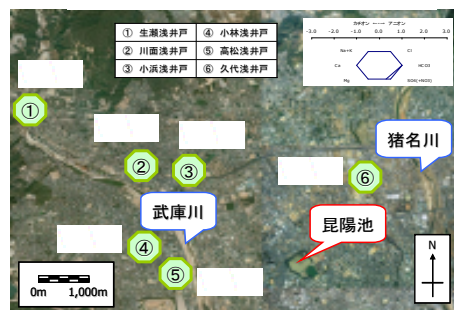 ① 生瀬浅井戸 ④ 小林浅井戸
② 川面浅井戸 ⑤ 高松浅井戸
③ 小浜浅井戸 ⑥ 久代浅井戸
カチオン ←---→ アニオン
-3.0 -2.0 -1.0 0.0 1.0 2.0 3.0
Na+K Cl
Ca HCO3
Mg SO4(+NO3)
①
猪名川
②
③
⑥
武庫川
昆陽池
④
⑤
N
0m 1,000m